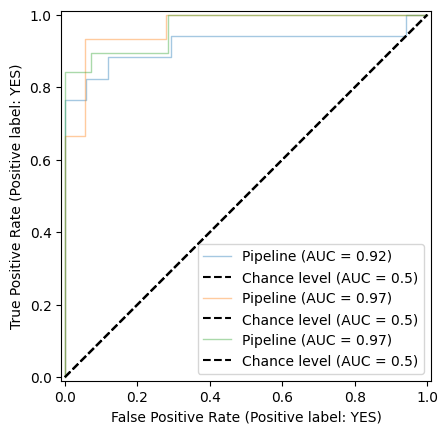 1.0
0.8
0.6
0.4
0.2
0.0
True Positive Rate (Positive label: YES)
Pipeline (AUC = 0.92)
Chance level (AUC = 0.5)
Pipeline (AUC = 0.97)
Chance level (AUC = 0.5)
Pipeline (AUC = 0.97)
Chance level (AUC = 0.5)
0.0 0.2 0.4 0.6 0.8 1.0
False Positive Rate (Positive label: YES)